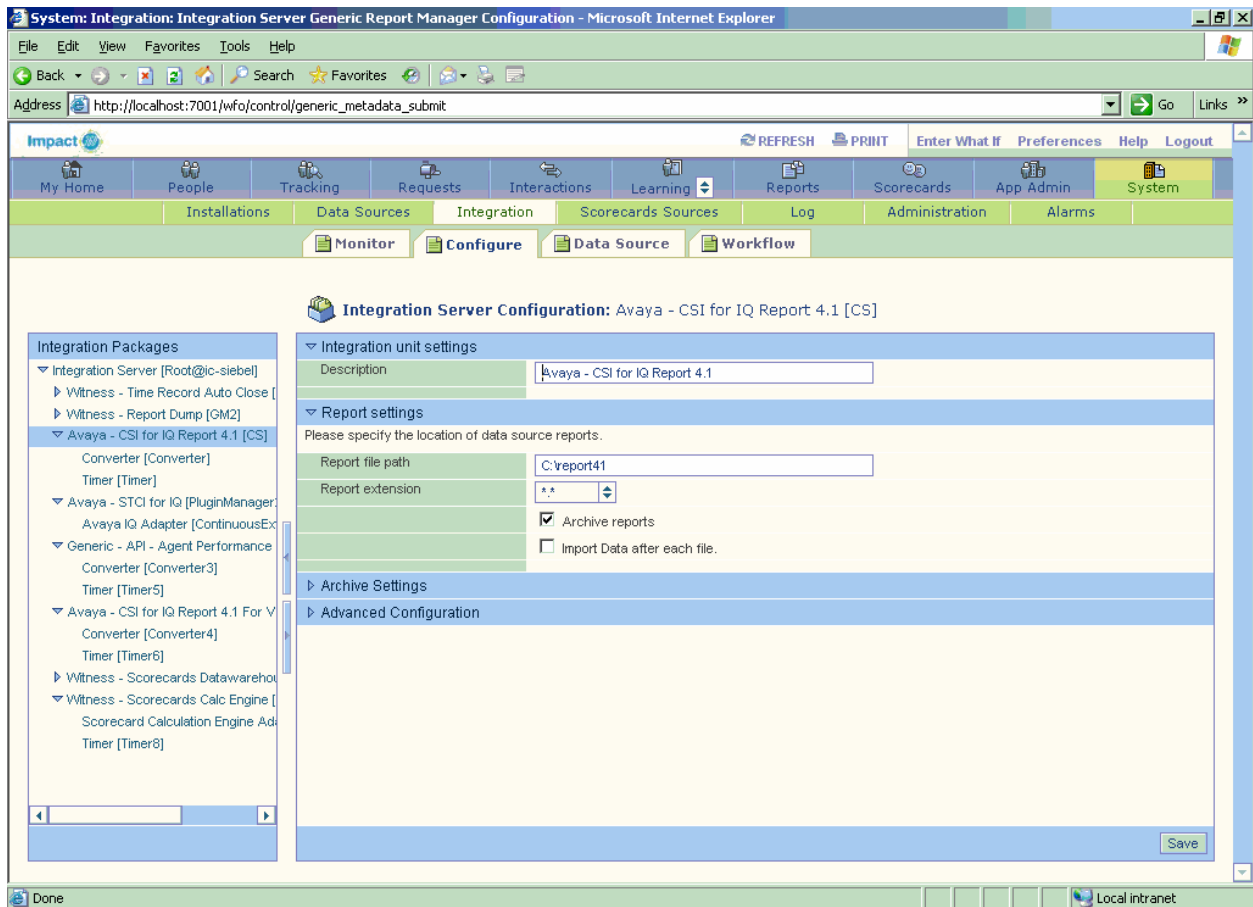 System: Integration: Integration Server Generic Report Manager Configuration - Microsoft Internet Explorer
File Edit View Favorites Tools Help
Back Search Favorites
Address http://localhost:7001/wfo/control/generic_metadata_submit Go Links »
Impact REFRESH PRINT Enter What If Preferences Help Logout
My Home People Tracking Requests Interactions Learning Reports Scorecards App Admin System
Installations Data Sources Integration Scorecards Sources Log Administration Alarms
Monitor Configure Data Source Workflow
Integration Server Configuration: Avaya - CSI for IQ Report 4.1 [CS]
Integration Packages
Integration Server [Root@ic-siebel]
Witness - Time Record Auto Close [
Witness - Report Dump [GM2]
Avaya - CSI for IQ Report 4.1 [CS]
Converter [Converter]
Timer [Timer]
Avaya - STCI for IQ [PluginManager
Avaya IQ Adapter [ContinuousEx
Generic - API - Agent Performance
Converter [Converter3]
Timer [Timer5]
Avaya - CSI for IQ Report 4.1 For V
Converter [Converter4]
Timer [Timer6]
Witness - Scorecards Datawarehou
Witness - Scorecards Calc Engine [
Scorecard Calculation Engine Ada
Timer [Timer8]
Integration unit settings
Description Avaya - CSI for IQ Report 4.1
Report settings
Please specify the location of data source reports.
Report file path C:\report41
Report extension *.*
Archive reports
Import Data after each file.
Archive Settings
Advanced Configuration
Save
Done Local intranet